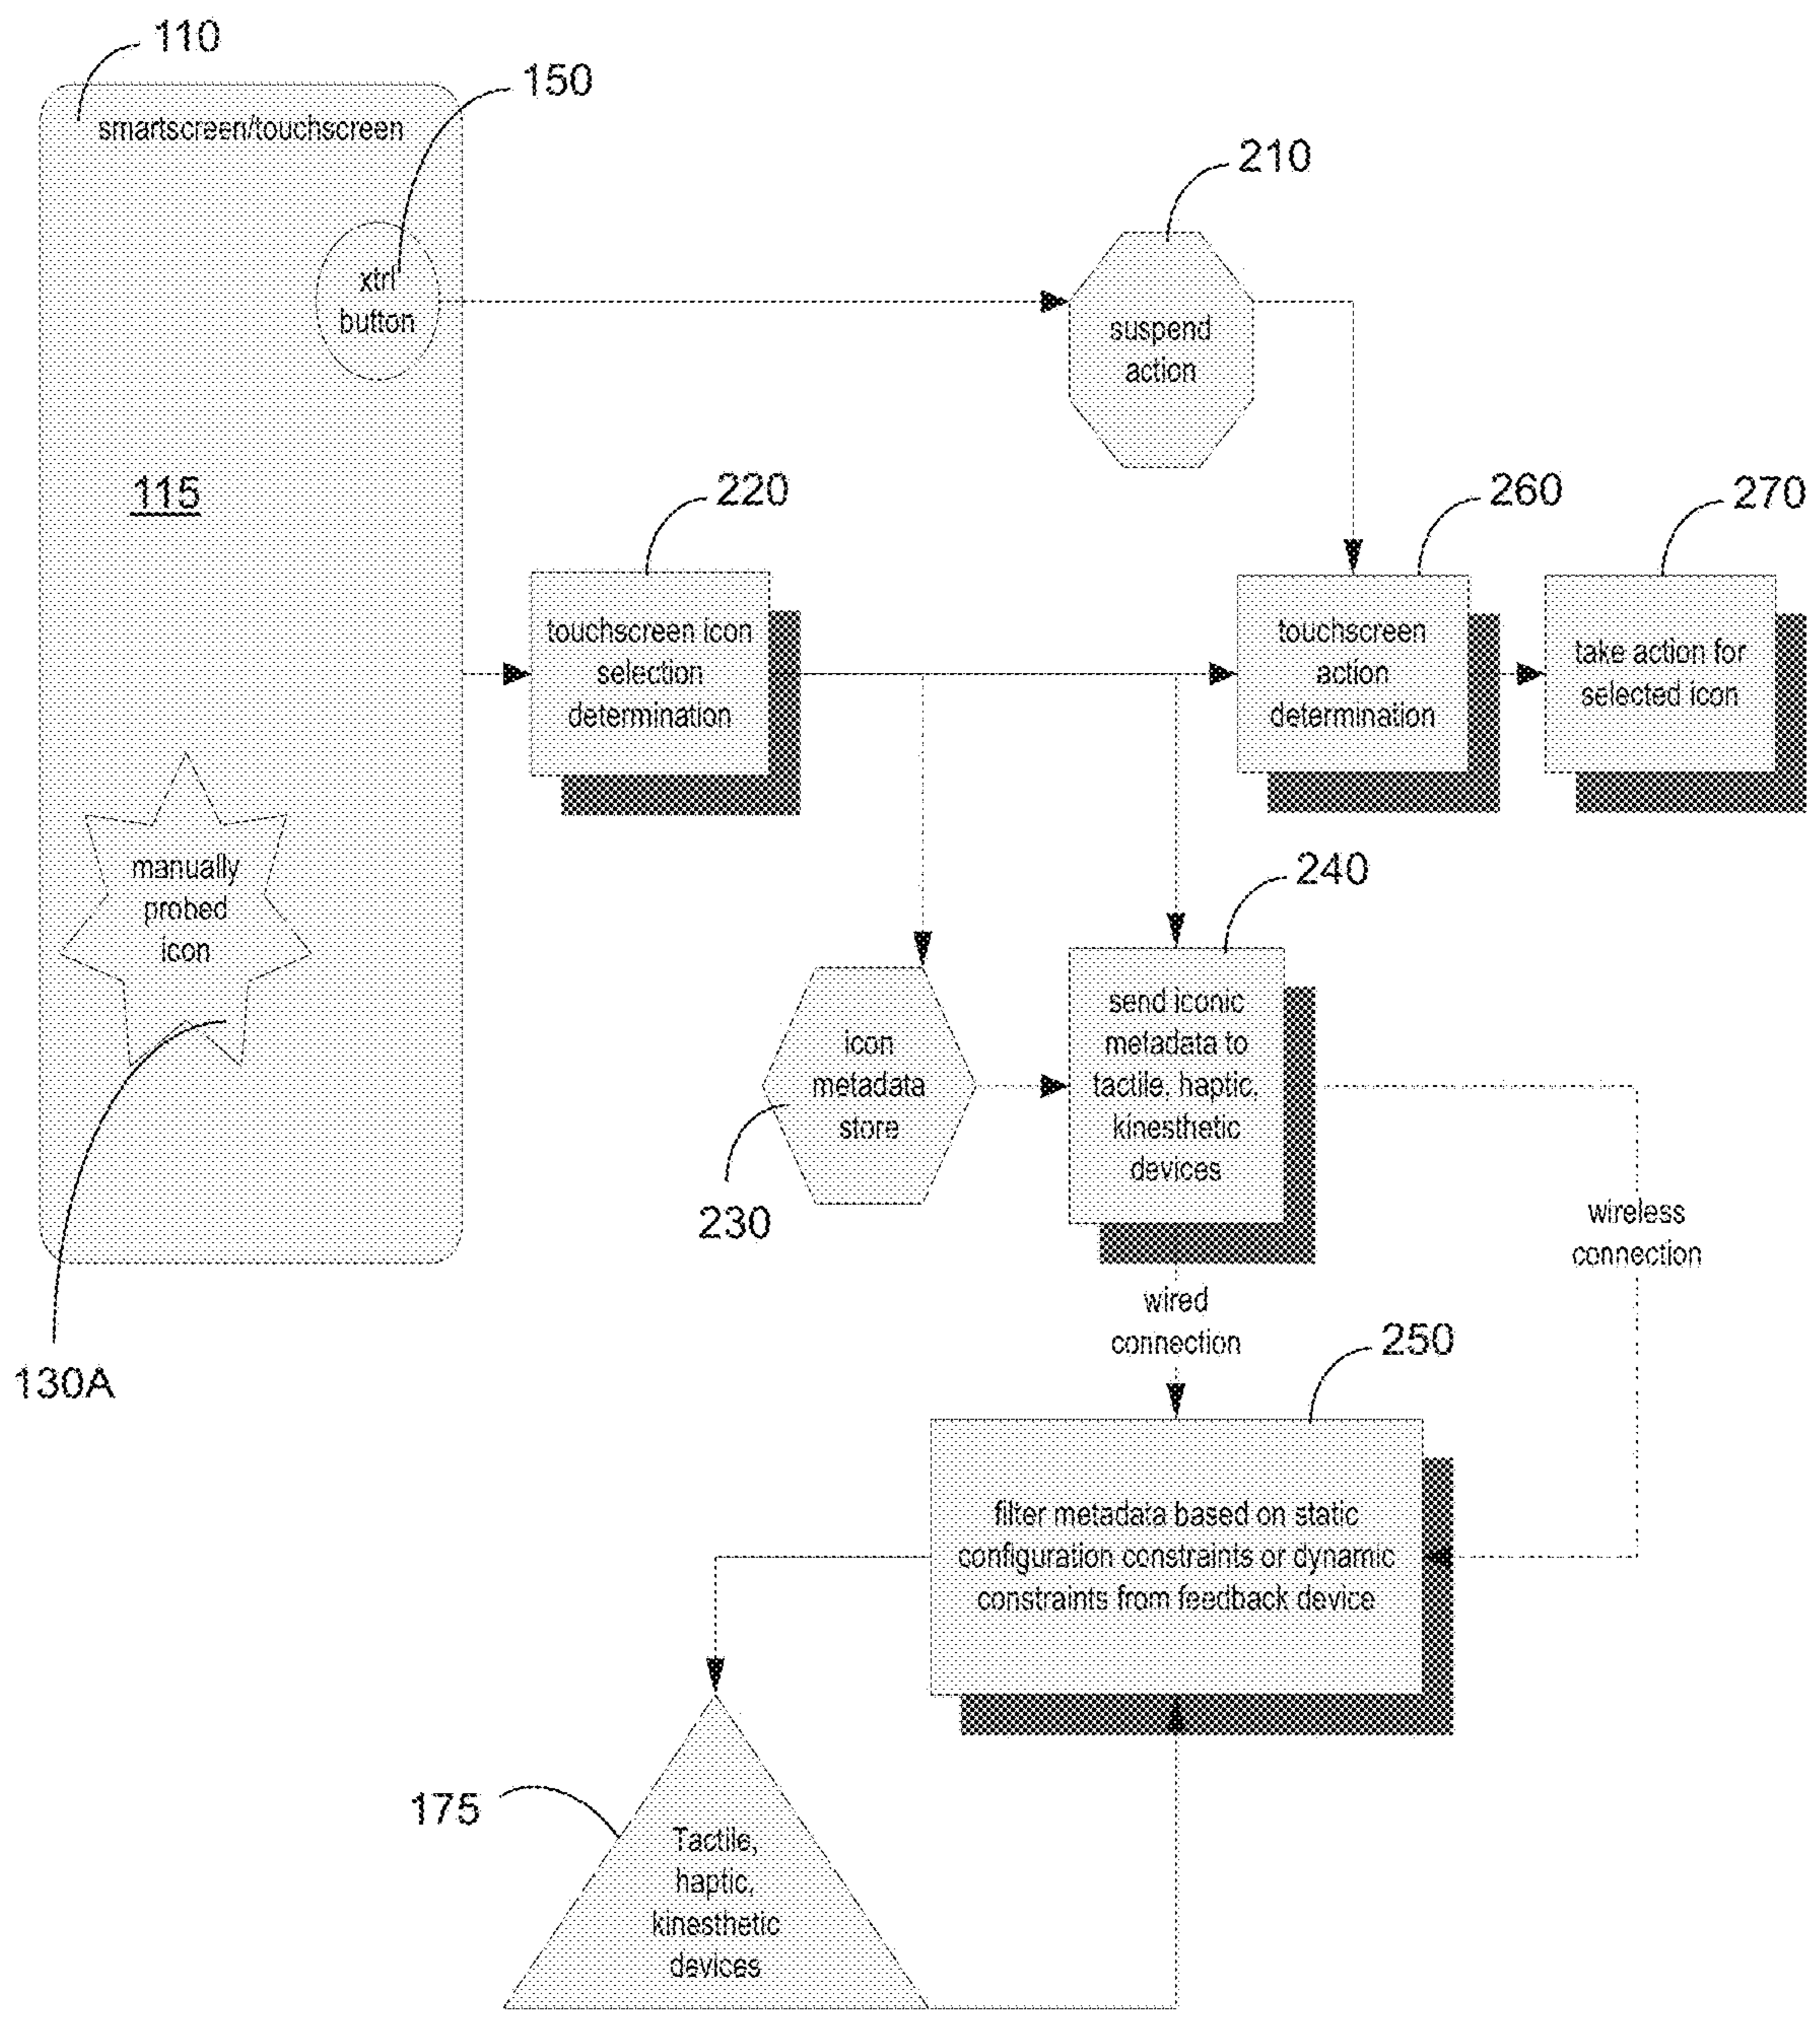 110
smartscreen/touchscreen
150
xtrl
button
210
suspend
action
115
220
touchscreen icon
selection
determination
260
touchscreen
action
determination
270
take action for
selected icon
manually
probed
icon
130A
icon
metadata
store
230
240
send iconic
metadata to
tactile, haptic,
kinesthetic
devices
wireless
connection
wired
connection
250
filter metadata based on static
configuration constraints or dynamic
constraints from feedback device
175
Tactile,
haptic,
kinesthetic
devices